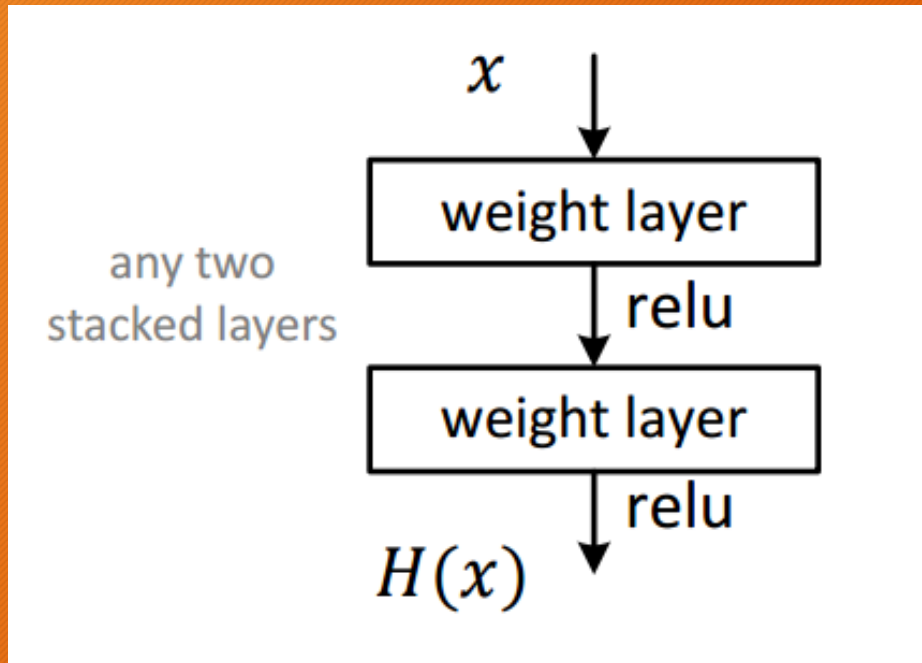 x
weight layer
any two
stacked layers
relu
weight layer
relu
H(x)